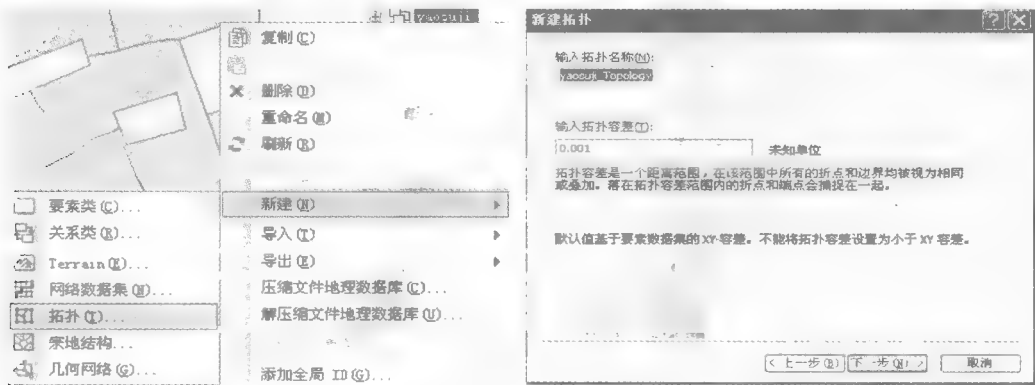 yaosuji
复制(C)
删除(D)
重命名(M)
刷新(R)
新建(N)
导入(I)
导出(E)
压缩文件地理数据库(C)...
解压缩文件地理数据库(U)...
添加全局 ID(G)...
要素类(C)...
关系类(R)...
Terrain(E)...
网络数据集(N)...
拓扑(T)...
宗地结构...
几何网络(G)...
新建拓扑
输入拓扑名称(N):
yaosuji_Topology
输入拓扑容差(T):
0.001 未知单位
拓扑容差是一个距离范围，在该范围中所有的折点和边界均被视为相同
或叠加。落在拓扑容差范围内的折点和端点会捕捉在一起。
默认值基于要素数据集的 XY 容差。不能将拓扑容差设置为小于 XY 容差。
< 上一步(B) 下一步(N) > 取消